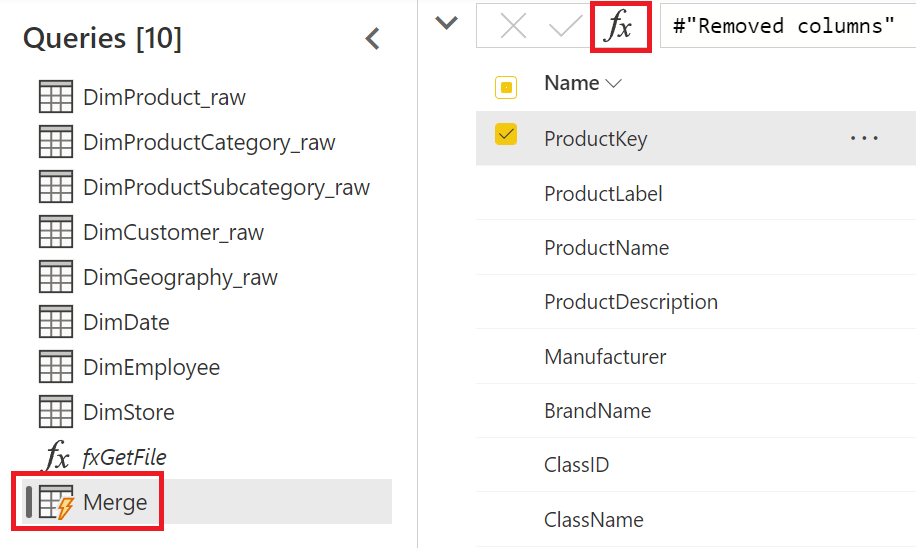 Queries [10]
DimProduct_raw
DimProductCategory_raw
DimProductSubcategory_raw
DimCustomer_raw
DimGeography_raw
DimDate
DimEmployee
DimStore
fx fxGetFile
Merge
fx #"Removed columns"
Name
ProductKey ...
ProductLabel
ProductName
ProductDescription
Manufacturer
BrandName
ClassID
ClassName